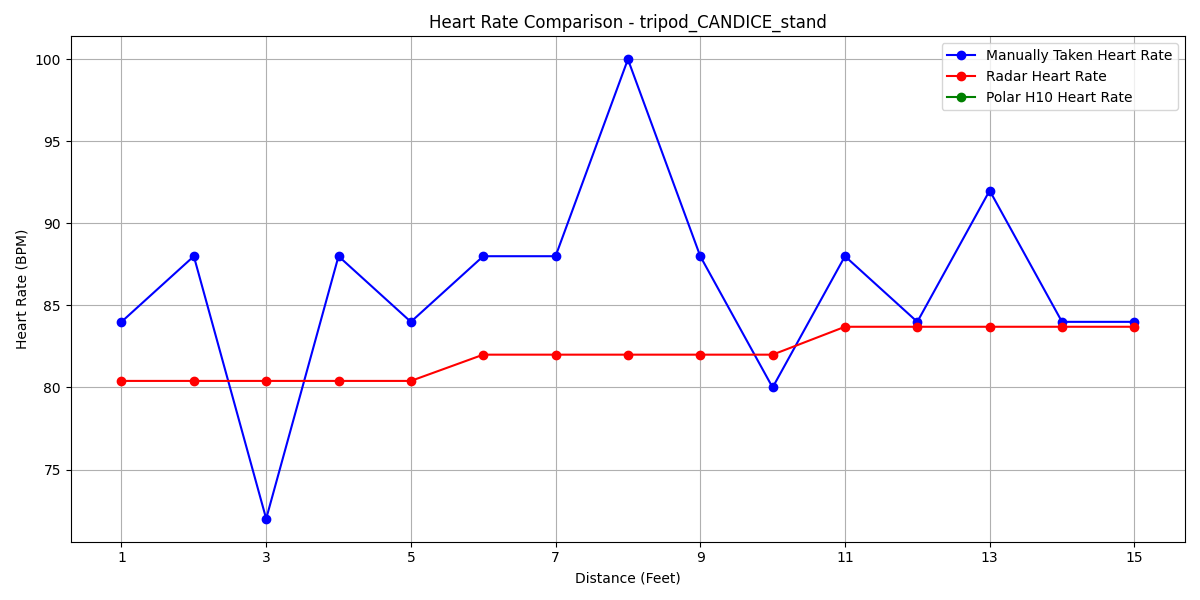 Heart Rate Comparison - tripod_CANDICE_stand
Manually Taken Heart Rate
Radar Heart Rate
Polar H10 Heart Rate
Heart Rate (BPM)
100
95
90
85
80
75
1 3 5 7 9 11 13 15
Distance (Feet)